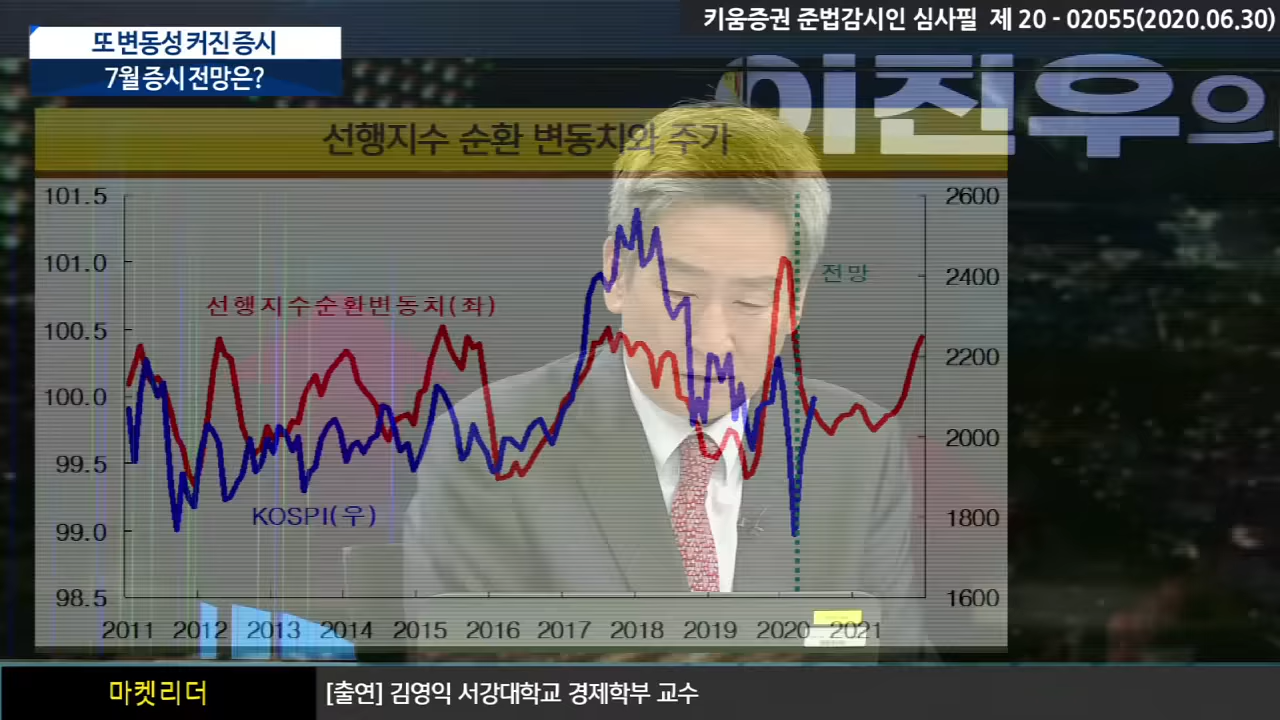 키움증권 준법감시인 심사필 제 20 - 02055(2020.06.30)
또 변동성 커진 증시
7월 증시 전망은?
이진우의
선행지수 순환 변동치와 주가
101.5
101.0
100.5
100.0
99.5
99.0
98.5
2600
2400
2200
2000
1800
1600
전망
선행지수순환변동치(좌)
KOSPI(우)
2011 2012 2013 2014 2015 2016 2017 2018 2019 2020 2021
마켓리더 [출연] 김영익 서강대학교 경제학부 교수